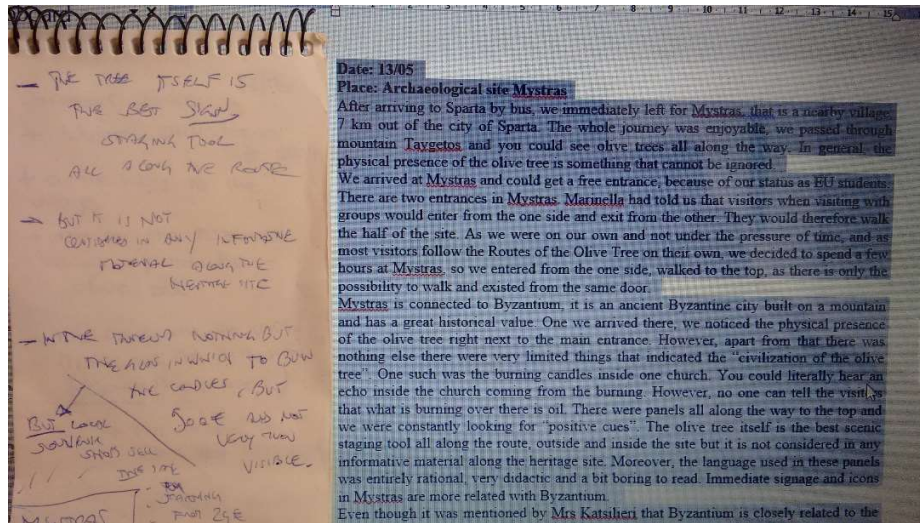 - THE TREE ITSELF IS
THE BEST SIGN
STAGING TOOL
ALL ALONG THE ROUTE
- BUT IT IS NOT
CONSIDERED IN ANY INFORMATIVE
MATERIAL ALONG THE
HERITAGE SITE
- IN THE NOTHING BUT
IN WHICH TO BURN
THE CANDLES, BUT
BUT LOCAL
SOUVENIR
SHOPS SELL
500€ DID NOT
VISIBLE.
MYSTRAS
8 9 10 11 12 13 14 15
Date: 13/05
Place: Archaeological site Mystras
After arriving to Sparta by bus, we immediately left for Mystras, that is a nearby village
7 km out of the city of Sparta. The whole journey was enjoyable, we passed through
mountain Taygetos and you could see olive trees all along the way. In general, the
physical presence of the olive tree is something that cannot be ignored.
We arrived at Mystras and could get a free entrance, because of our status as EU students.
There are two entrances in Mystras. Marinella had told us that visitors when visiting with
groups would enter from the one side and exit from the other. They would therefore walk
the half of the site. As we were on our own and not under the pressure of time, and as
most visitors follow the Routes of the Olive Tree on their own, we decided to spend a few
hours at Mystras, so we entered from the one side, walked to the top, as there is only the
possibility to walk and existed from the same door.
Mystras is connected to Byzantium, it is an ancient Byzantine city built on a mountain
and has a great historical value. One we arrived there, we noticed the physical presence
of the olive tree right next to the main entrance. However, apart from that there was
nothing else there were very limited things that indicated the "civilization of the olive
tree". One such was the burning candles inside one church. You could literally hear an
echo inside the church coming from the burning. However, no one can tell the visitors
that what is burning over there is oil. There were panels all along the way to the top and
we were constantly looking for "positive cues". The olive tree itself is the best scenic
staging tool all along the route, outside and inside the site but it is not considered in any
informative material along the heritage site. Moreover, the language used in these panels
was entirely rational, very didactic and a bit boring to read. Immediate signage and icons
in Mystras are more related with Byzantium.
Even though it was mentioned by Mrs Katsilieri that Byzantium is closely related to the